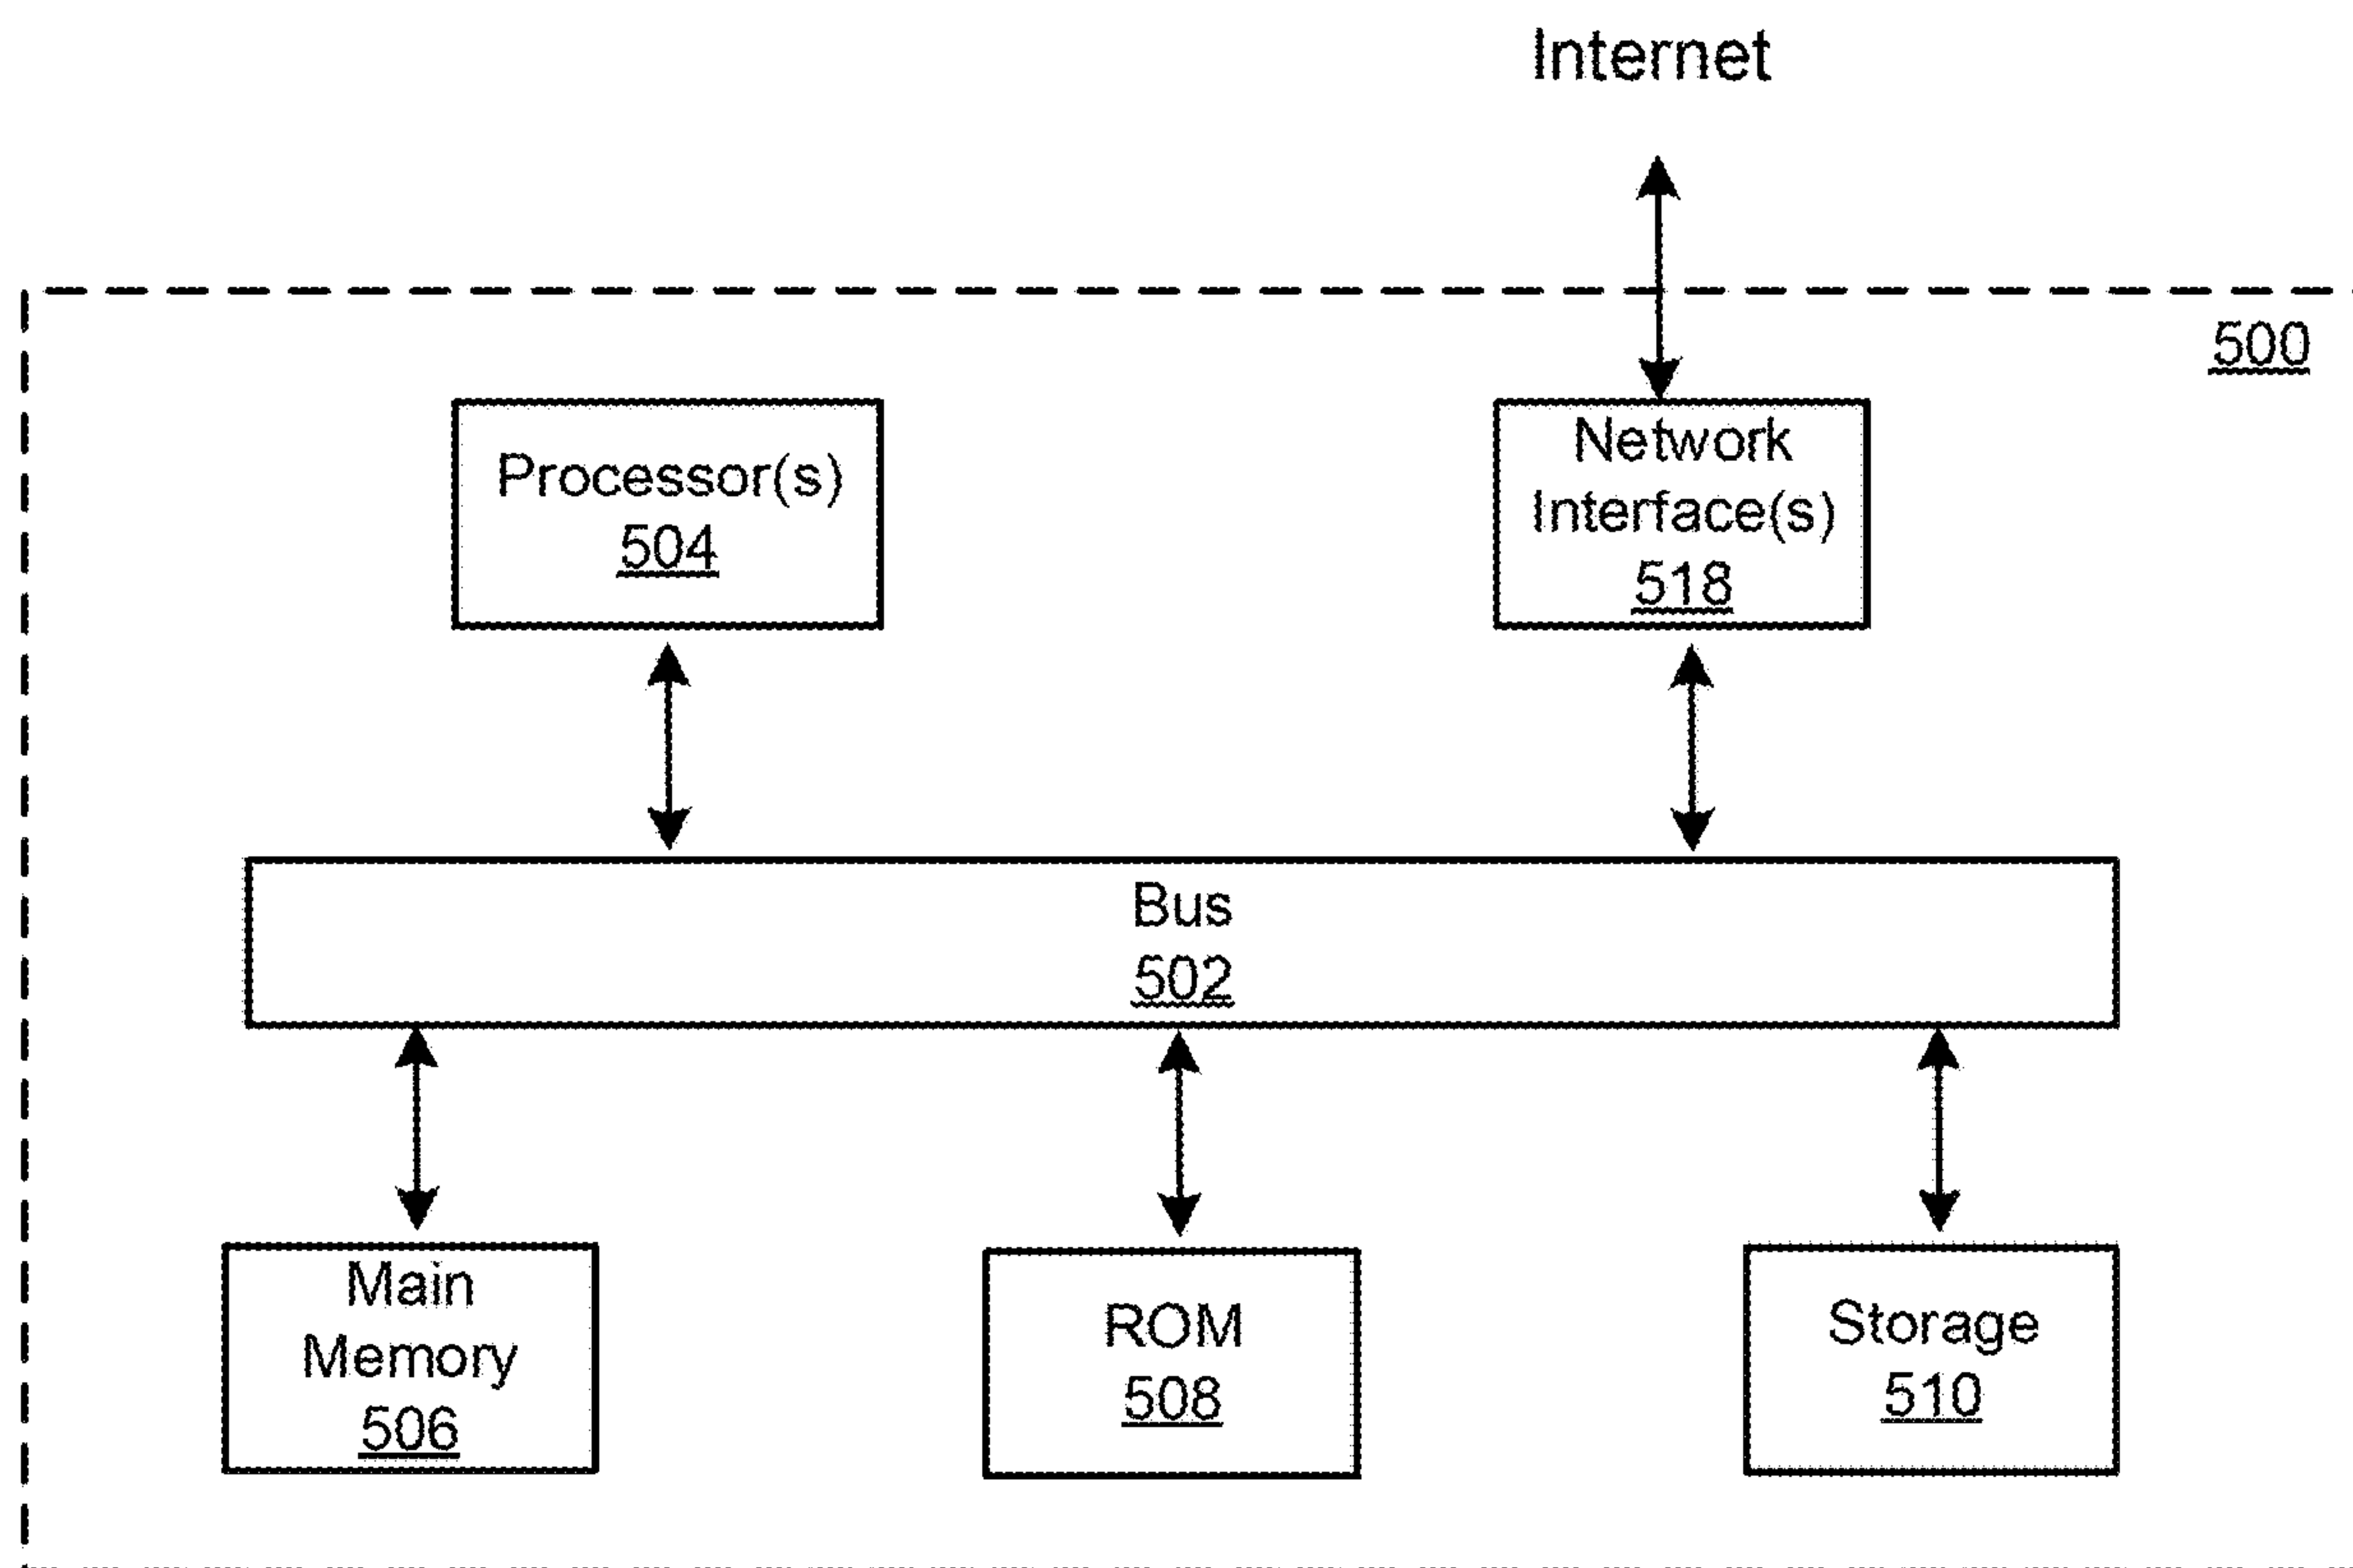 Internet
500
Processor(s)
504
Network
Interface(s)
518
Bus
502
Main
Memory
506
ROM
508
Storage
510